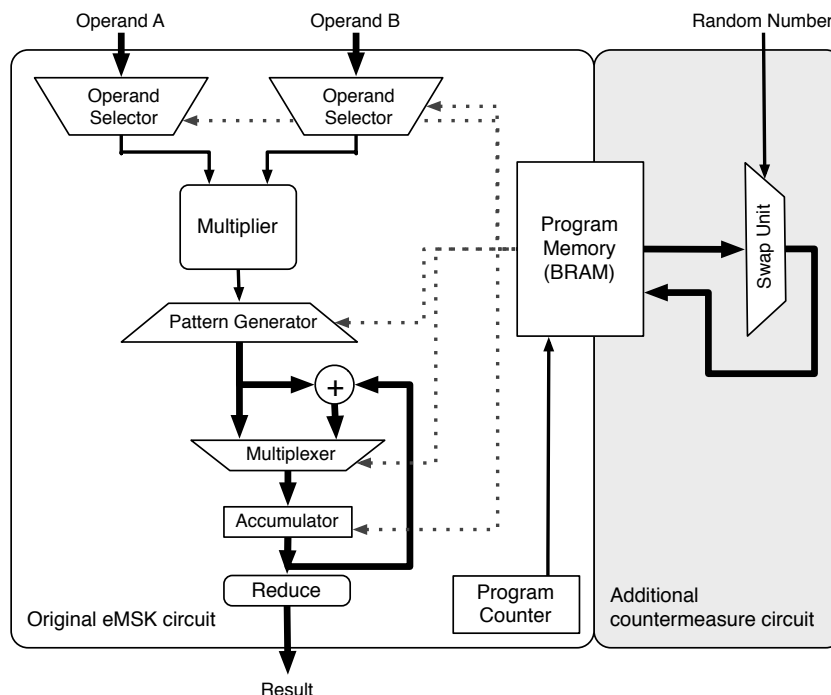 Operand A
Operand B
Random Number
Operand
Selector
Operand
Selector
Multiplier
Program
Memory
(BRAM)
Swap Unit
Pattern Generator
+
Multiplexer
Accumulator
Reduce
Program
Counter
Original eMSK circuit
Additional
countermeasure circuit
Result